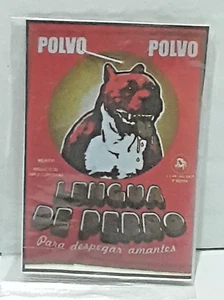 POLVO POLVO
LENGUA
DE PERRO
Para despegar amantes